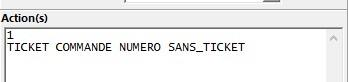 Action(s)
1
TICKET COMMANDE NUMERO SANS_TICKET